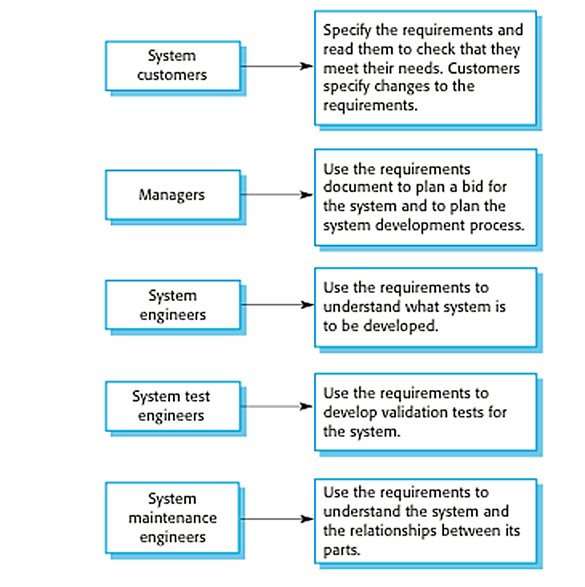 System
customers
Specify the requirements and
read them to check that they
meet their needs. Customers
specify changes to the
requirements.
Managers
Use the requirements
document to plan a bid for
the system and to plan the
system development process.
System
engineers
Use the requirements to
understand what system is
to be developed.
System test
engineers
Use the requirements to
develop validation tests for
the system.
System
maintenance
engineers
Use the requirements to
understand the system and
the relationships between its
parts.